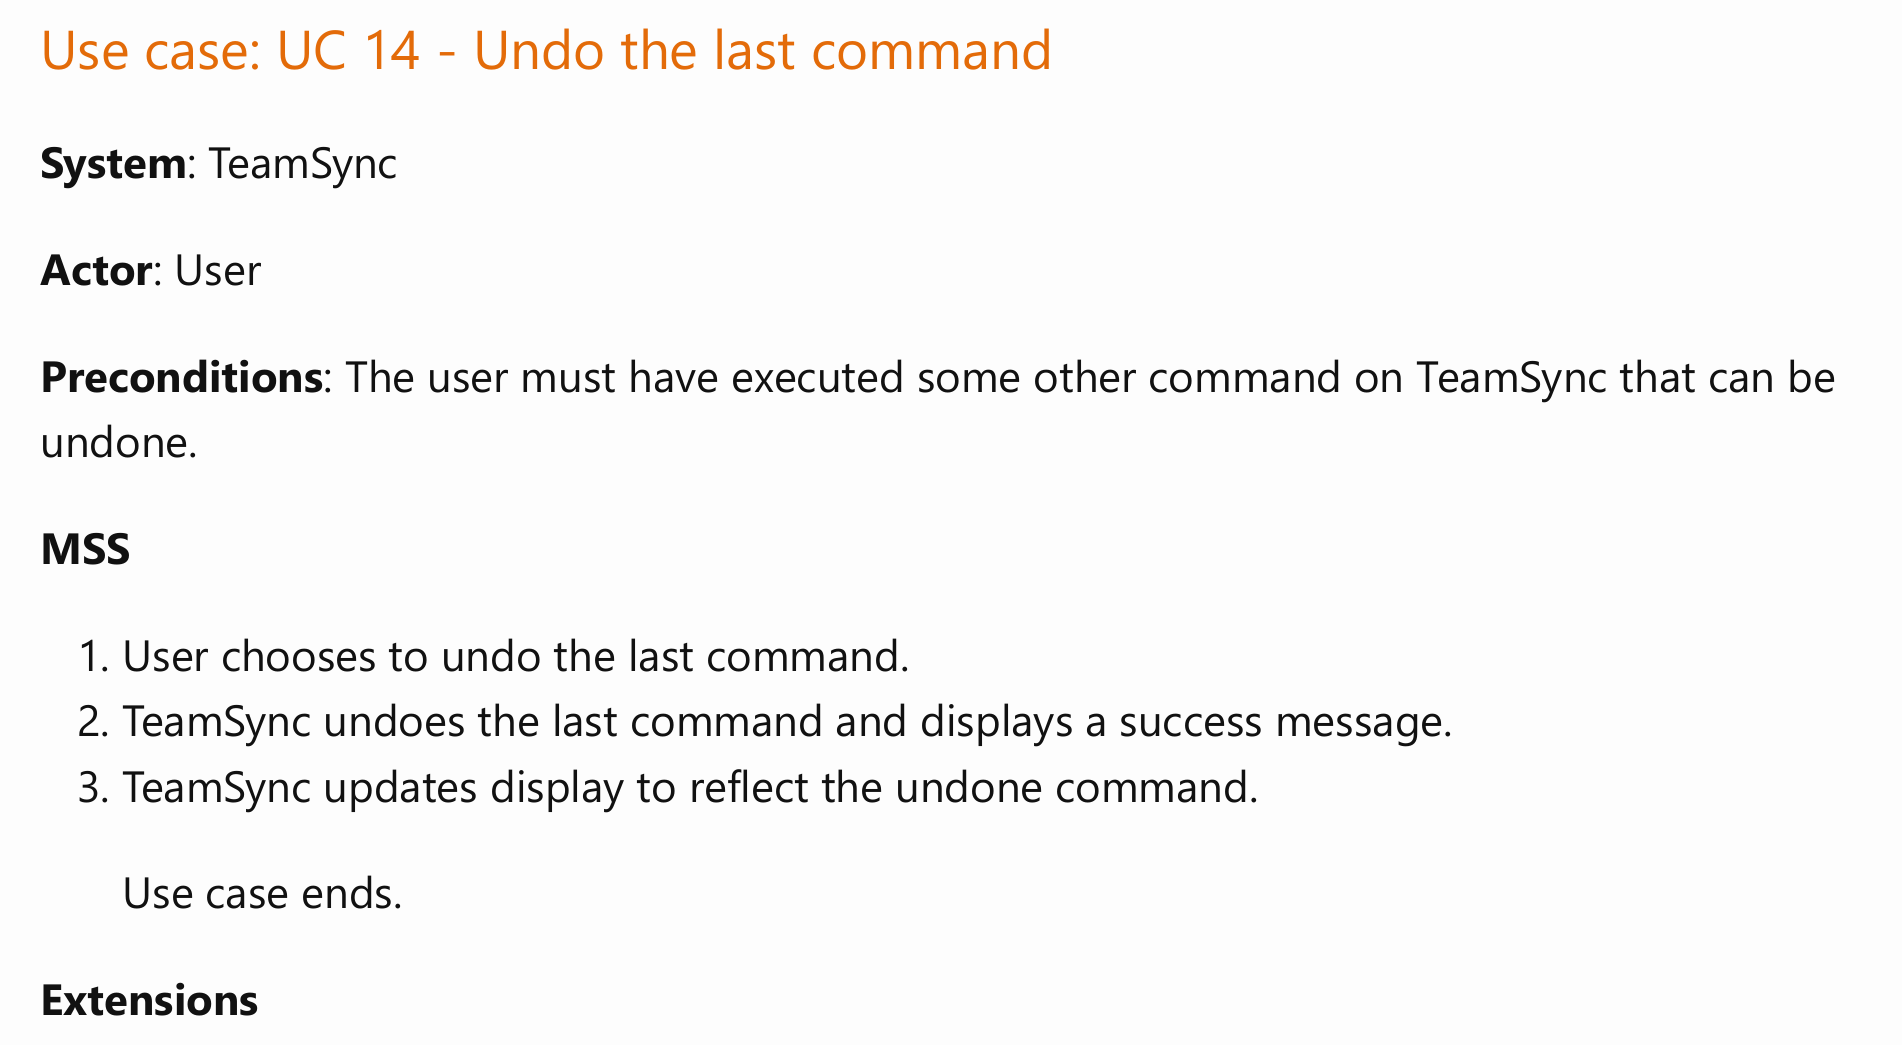 Use case: UC 14 - Undo the last command
System: TeamSync
Actor: User
Preconditions: The user must have executed some other command on TeamSync that can be
undone.
MSS
1. User chooses to undo the last command.
2. TeamSync undoes the last command and displays a success message.
3. TeamSync updates display to reflect the undone command.
Use case ends.
Extensions